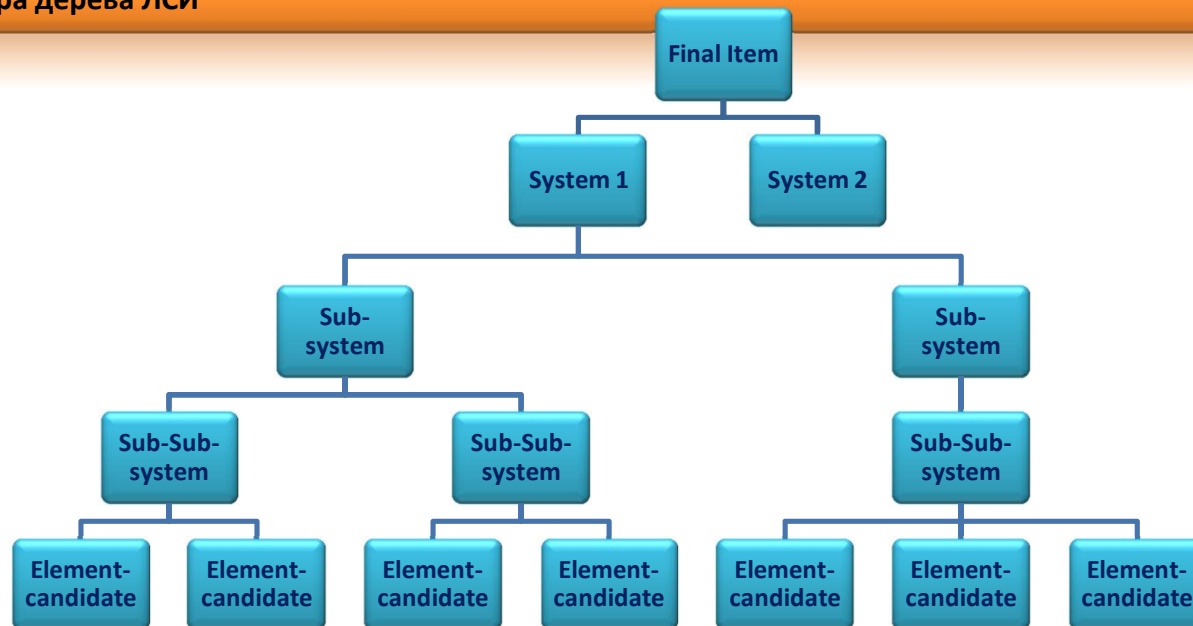 дерева ЛСИ
Final Item
System 1
System 2
Sub-
system
Sub-
system
Sub-Sub-
system
Sub-Sub-
system
Sub-Sub-
system
Element-
candidate
Element-
candidate
Element-
candidate
Element-
candidate
Element-
candidate
Element-
candidate
Element-
candidate